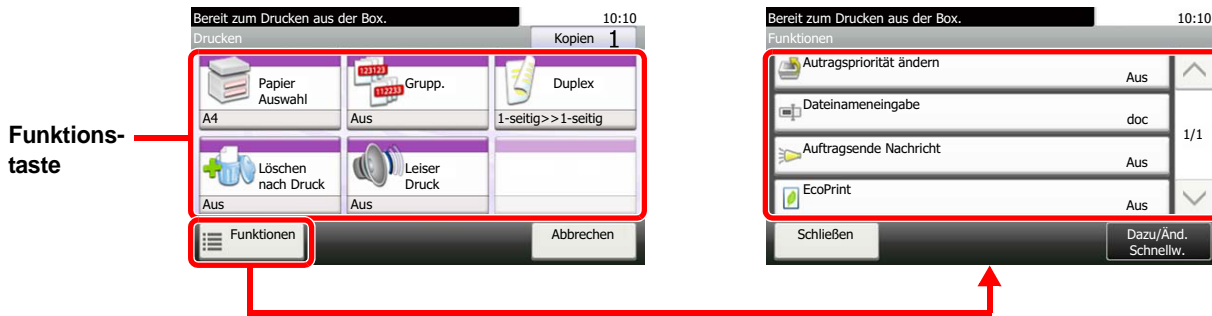 Bereit zum Drucken aus der Box. 10:10
Drucken Kopien 1
Papier Auswahl
A4
123123
112233
Grupp.
Aus
Duplex
1-seitig>>1-seitig
Löschen
nach Druck
Aus
Leiser
Druck
Aus
Funktionen
Abbrechen
Funktions-
taste
Bereit zum Drucken aus der Box. 10:10
Funktionen
Autragspriorität ändern
Aus
Dateinameneingabe
doc
Auftragsende Nachricht
Aus
EcoPrint
Aus
1/1
Schließen
Dazu/Änd.
Schnellw.